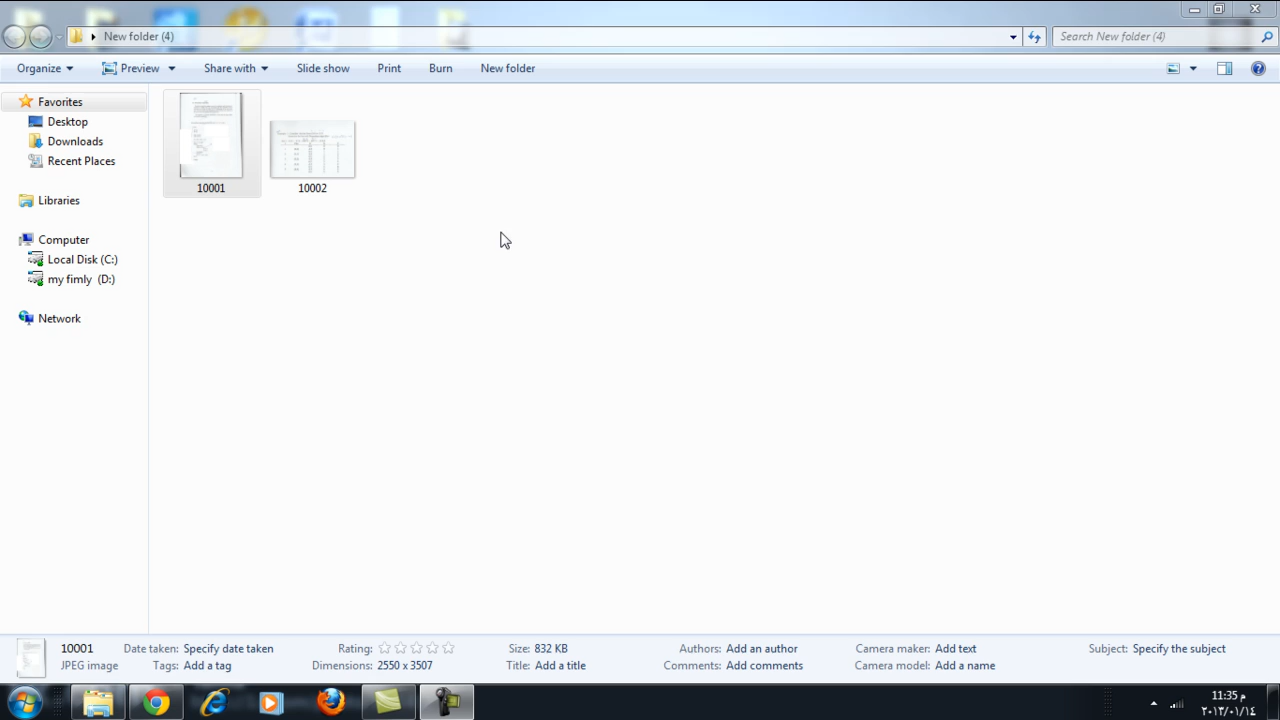 New folder (4)
Search New folder (4)
Organize
Preview
Share with
Slide show
Print
Burn
New folder
Favorites
Desktop
Downloads
Recent Places
Libraries
Computer
Local Disk (C:)
my fimly (D:)
Network
10001
10002
10001
JPEG image
Date taken: Specify date taken
Tags: Add a tag
Rating:
Dimensions: 2550 x 3507
Size: 832 KB
Title: Add a title
Authors: Add an author
Comments: Add comments
Camera maker: Add text
Camera model: Add a name
Subject: Specify the subject
11:35 م
٢٠١٣/٠١/١٤